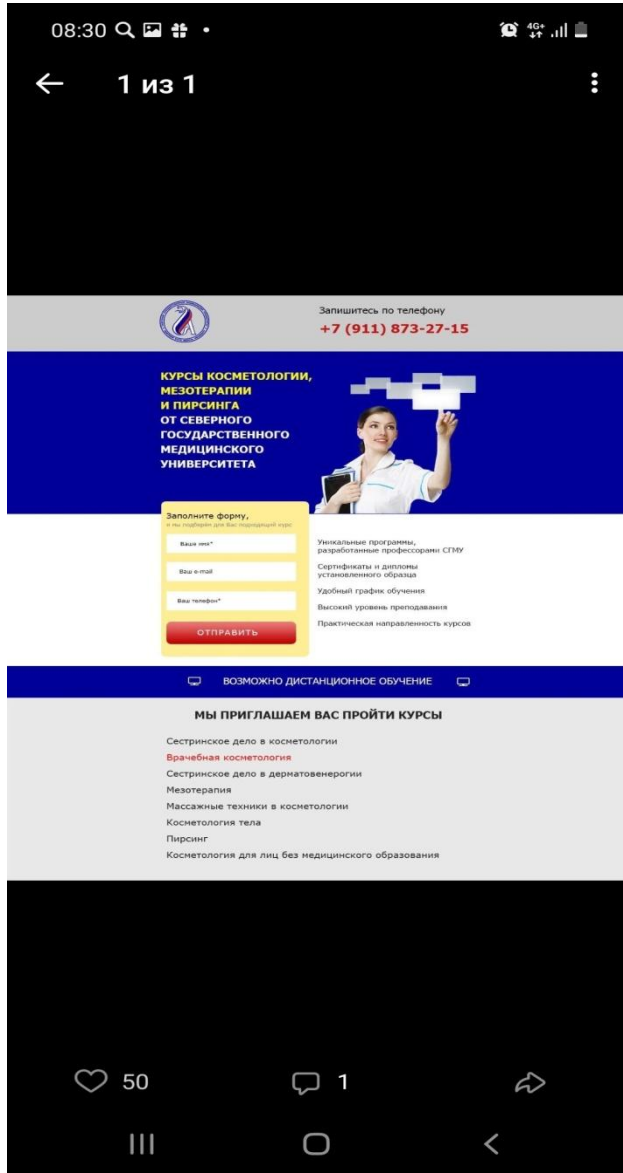 08:30
4G+
1 из 1
Запишитесь по телефону
+7 (911) 873-27-15
КУРСЫ КОСМЕТОЛОГИИ,
МЕЗОТЕРАПИИ
И ПИРСИНГА
ОТ СЕВЕРНОГО
ГОСУДАРСТВЕННОГО
МЕДИЦИНСКОГО
УНИВЕРСИТЕТА
Заполните форму,
и мы подберём для Вас подходящий курс
Ваше имя*
Ваш e-mail
Ваш телефон*
ОТПРАВИТЬ
Уникальные программы,
разработанные профессорами СГМУ
Сертификаты и дипломы
установленного образца
Удобный график обучения
Высокий уровень преподавания
Практическая направленность курсов
ВОЗМОЖНО ДИСТАНЦИОННОЕ ОБУЧЕНИЕ
МЫ ПРИГЛАШАЕМ ВАС ПРОЙТИ КУРСЫ
Сестринское дело в косметологии
Врачебная косметология
Сестринское дело в дерматовенерогии
Мезотерапия
Массажные техники в косметологии
Косметология тела
Пирсинг
Косметология для лиц без медицинского образования
50
1